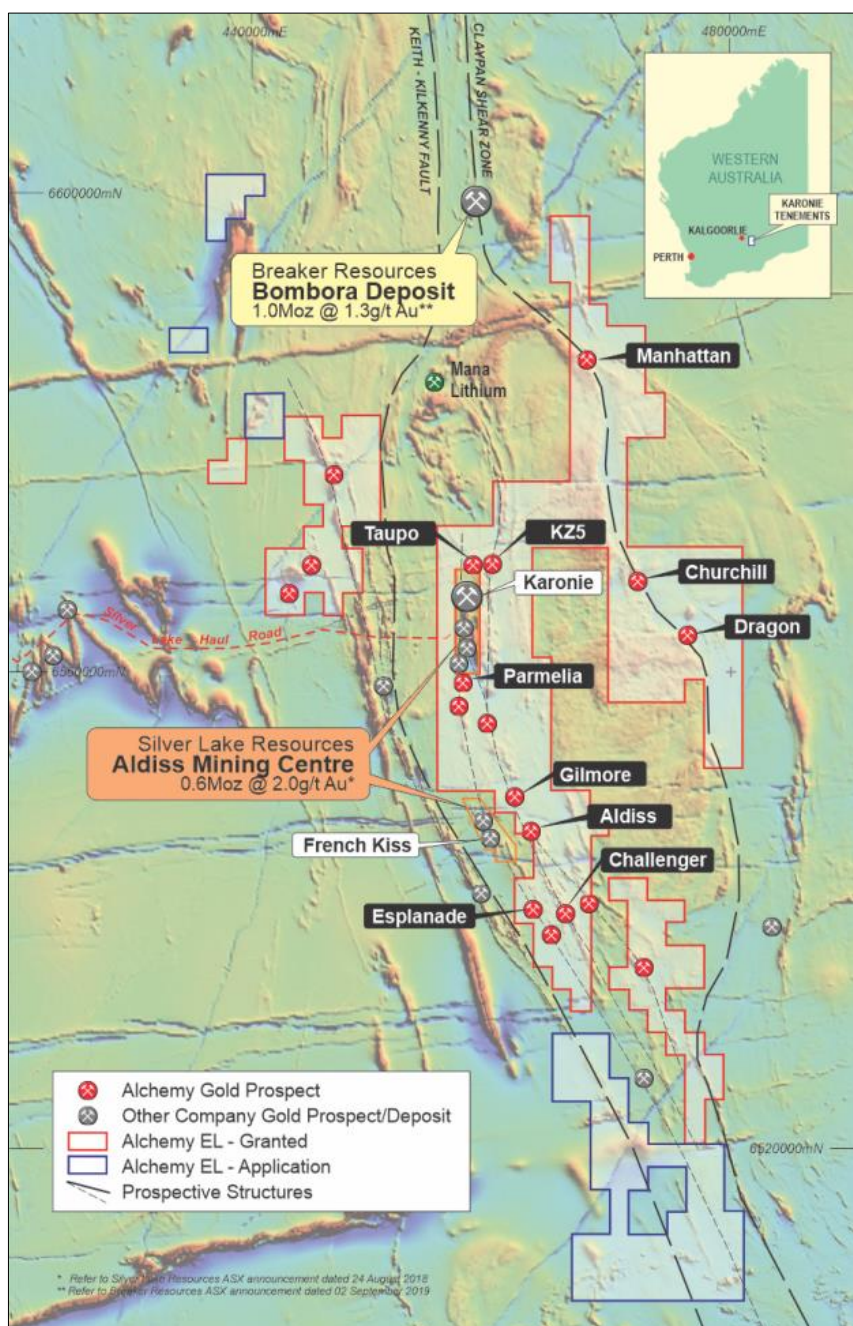 440000mE
480000mE
KEITH - KILKENNY FAULT
CLAYPAN SHEAR ZONE
WESTERN
AUSTRALIA
KALGOORLIE
KARONIE
TENEMENTS
PERTH
6600000mN
Breaker Resources
Bombora Deposit
1.0Moz @ 1.3g/t Au**
Manhattan
Mana
Lithium
Taupo
KZ5
Karonie
Churchill
Silver Lake Haul Road
Dragon
6560000mN
Parmelia
Silver Lake Resources
Aldiss Mining Centre
0.6Moz @ 2.0g/t Au*
Gilmore
Aldiss
French Kiss
Challenger
Esplanade
Alchemy Gold Prospect
Other Company Gold Prospect/Deposit
Alchemy EL - Granted
Alchemy EL - Application
Prospective Structures
6520000mN
* Refer to Silver Lake Resources ASX announcement dated 24 August 2018
** Refer to Breaker Resources ASX announcement dated 02 September 2019